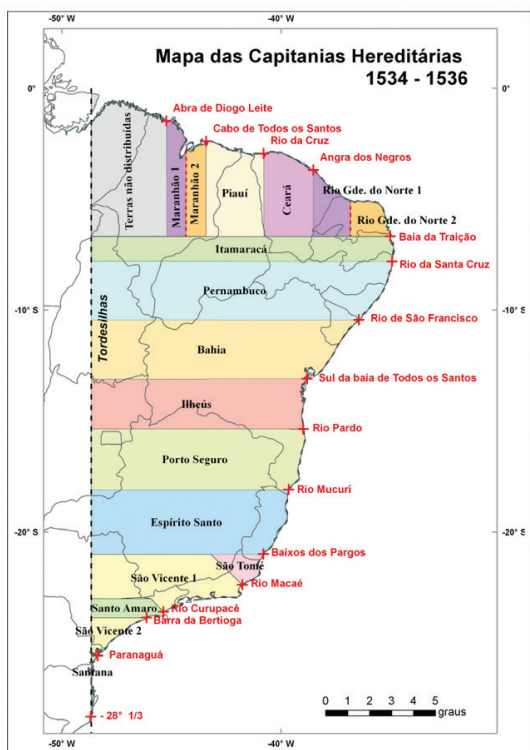 -50° W
-40° W
Mapa das Capitanias Hereditárias
1534 - 1536
0°
0°
Abra de Diogo Leite
Cabo de Todos os Santos
Rio da Cruz
Angra dos Negros
Terras não distribuídas
Maranhão 1
Maranhão 2
Piauí
Ceará
Rio Gde. do Norte 1
Rio Gde. do Norte 2
Baia da Traição
Itamaracá
Rio da Santa Cruz
Pernambuco
Tordesilhas
-10° S
-10° S
Rio de São Francisco
Bahia
Sul da baia de Todos os Santos
Ilheús
Rio Pardo
Porto Seguro
Rio Mucuri
Espírito Santo
-20° S
-20° S
Baixos dos Pargos
São Tomé
São Vicente 1
Rio Macaé
Santo Amaro
Rio Curupacê
Barra da Bertioga
São Vicente 2
Paranaguá
Santana
- 28° 1/3
0 1 2 3 4 5
graus
-50° W
-40° W